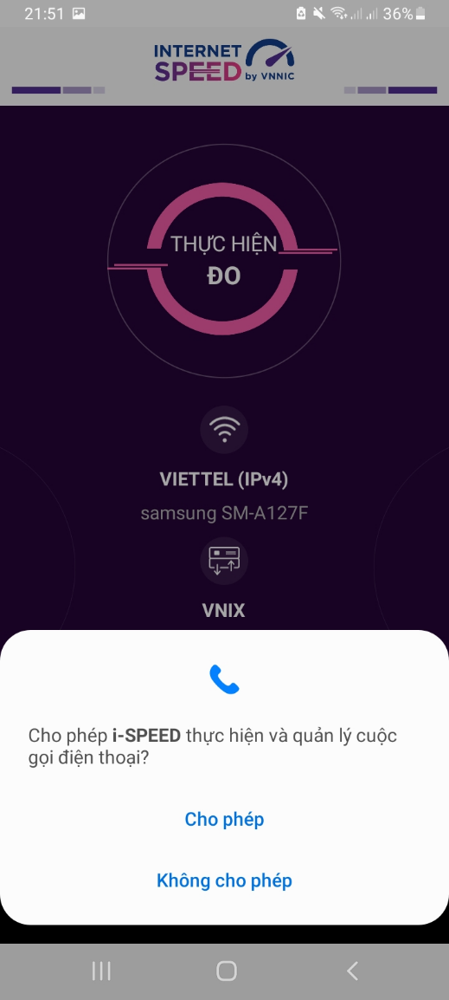 21:51
36%
INTERNET
SPEED by VNNIC
THỰC HIỆN
ĐO
VIETTEL (IPv4)
samsung SM-A127F
VNIX
Cho phép i-SPEED thực hiện và quản lý cuộc
gọi điện thoại?
Cho phép
Không cho phép